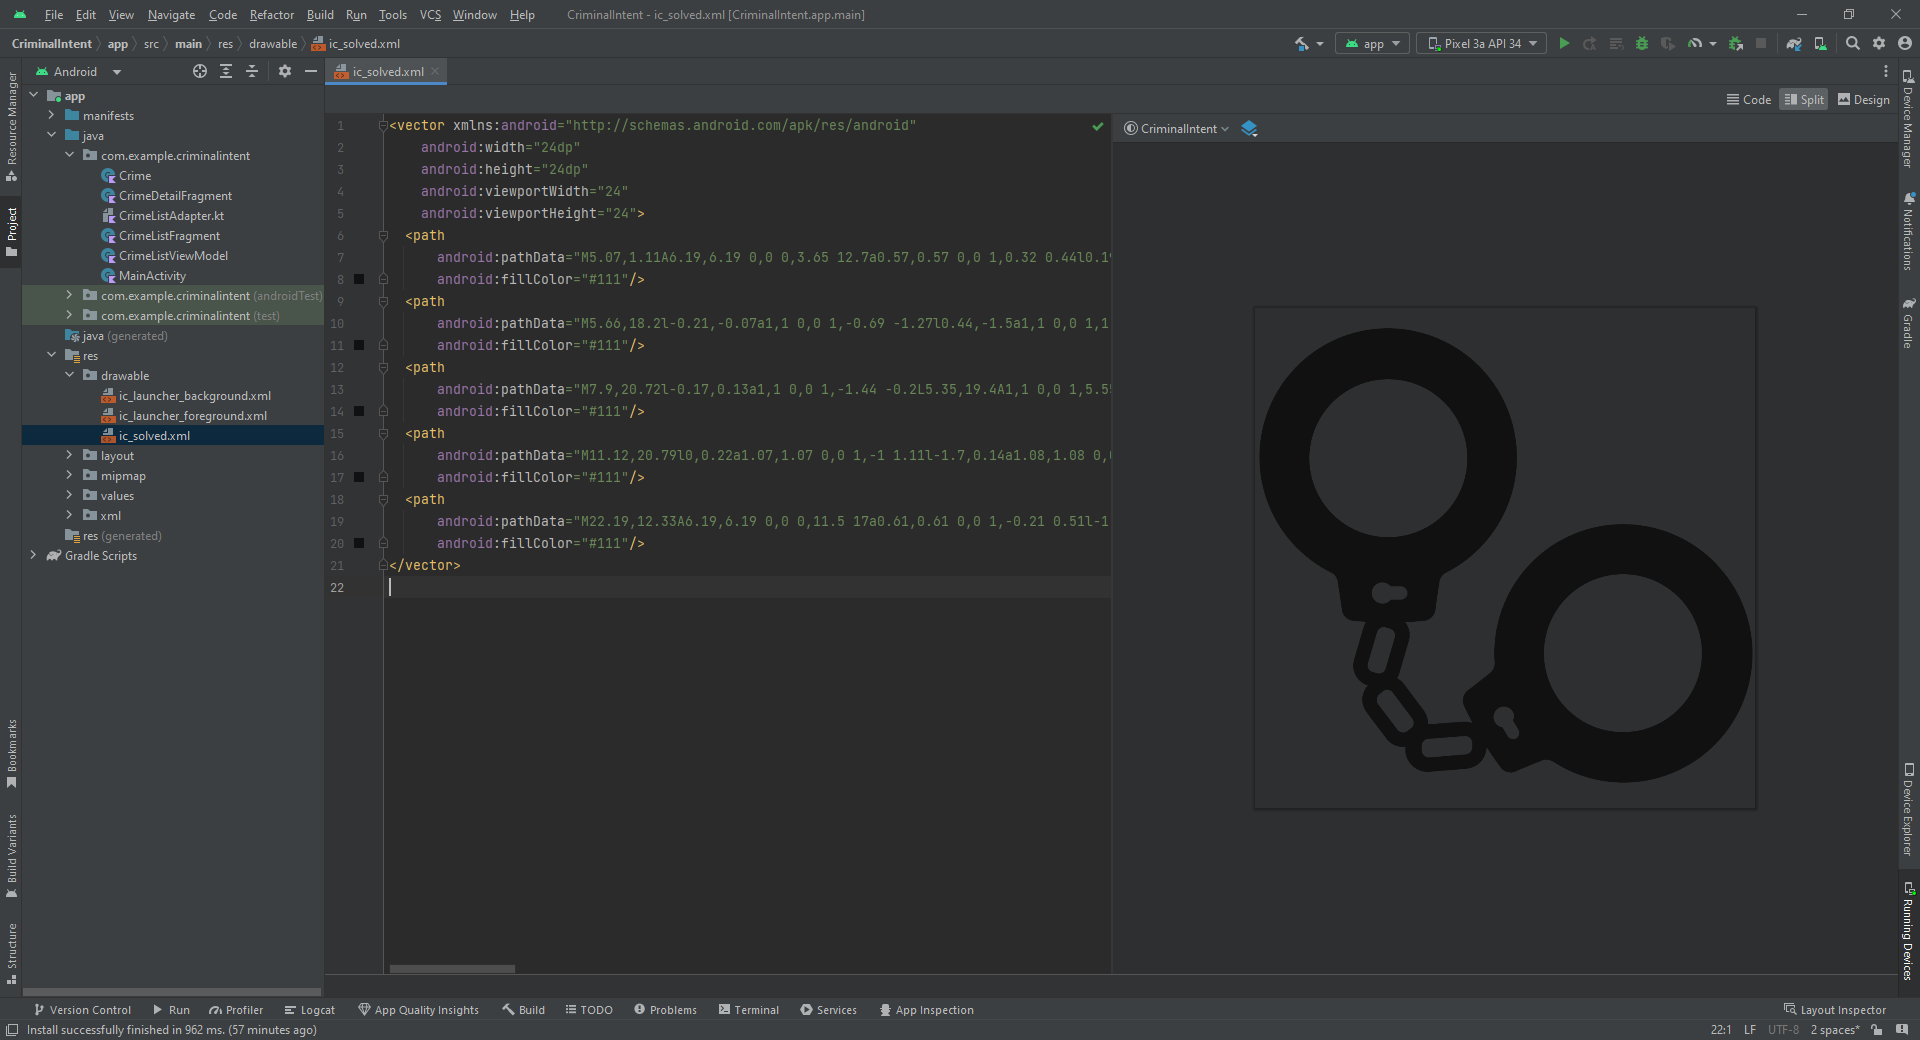 File Edit View Navigate Code Refactor Build Run Tools VCS Window Help CriminalIntent - ic_solved.xml [CriminalIntent.app.main]
CriminalIntent app src main res drawable ic_solved.xml
app Pixel 3a API 34
Android
ic_solved.xml
Code Split Design
CriminalIntent
Resource Manager
Project
Bookmarks
Build Variants
Structure
app
manifests
java
com.example.criminalintent
Crime
CrimeDetailFragment
CrimeListAdapter.kt
CrimeListFragment
CrimeListViewModel
MainActivity
com.example.criminalintent (androidTest)
com.example.criminalintent (test)
java (generated)
res
drawable
ic_launcher_background.xml
ic_launcher_foreground.xml
ic_solved.xml
layout
mipmap
values
xml
res (generated)
Gradle Scripts
1 <vector xmlns:android="http://schemas.android.com/apk/res/android"
2 android:width="24dp"
3 android:height="24dp"
4 android:viewportWidth="24"
5 android:viewportHeight="24">
6 <path
7 android:pathData="M5.07,1.11A6.19,6.19 0,0 0,3.65 12.7a0.57,0.57 0,0 1,0.32 0.44l0.19
8 android:fillColor="#111"/>
9 <path
10 android:pathData="M5.66,18.2l-0.21,-0.07a1,1 0,0 1,-0.69 -1.27l0.44,-1.5a1,1 0,0 1,1
11 android:fillColor="#111"/>
12 <path
13 android:pathData="M7.9,20.72l-0.17,0.13a1,1 0,0 1,-1.44 -0.2L5.35,19.4A1,1 0,0 1,5.55
14 android:fillColor="#111"/>
15 <path
16 android:pathData="M11.12,20.79l0,0.22a1.07,1.07 0,0 1,-1 1.11l-1.7,0.14a1.08,1.08 0,0
17 android:fillColor="#111"/>
18 <path
19 android:pathData="M22.19,12.33A6.19,6.19 0,0 0,11.5 17a0.61,0.61 0,0 1,-0.21 0.51l-1
20 android:fillColor="#111"/>
21 </vector>
22
Device Manager
Notifications
Gradle
Device Explorer
Running Devices
Version Control Run Profiler Logcat App Quality Insights Build TODO Problems Terminal Services App Inspection Layout Inspector
Install successfully finished in 962 ms. (57 minutes ago) 22:1 LF UTF-8 2 spaces*